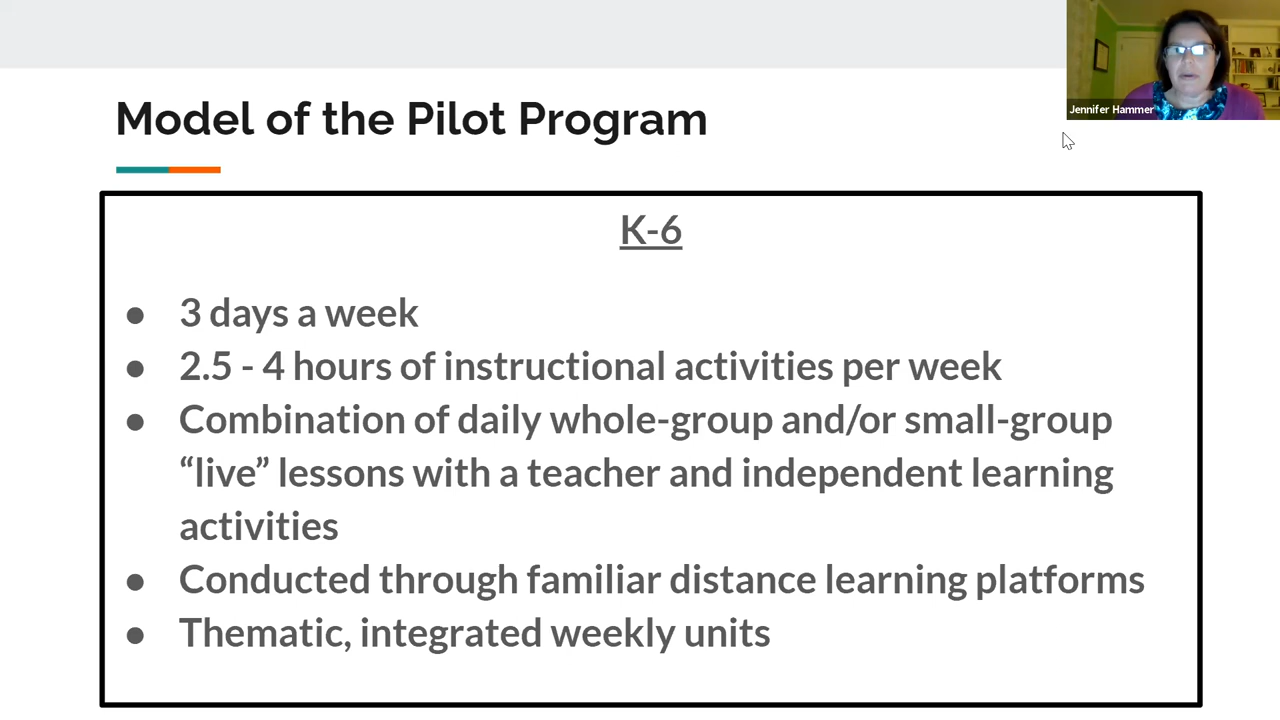 Jennifer Hammer
Model of the Pilot Program
K-6
● 3 days a week
● 2.5 - 4 hours of instructional activities per week
● Combination of daily whole-group and/or small-group
“live” lessons with a teacher and independent learning
activities
● Conducted through familiar distance learning platforms
● Thematic, integrated weekly units